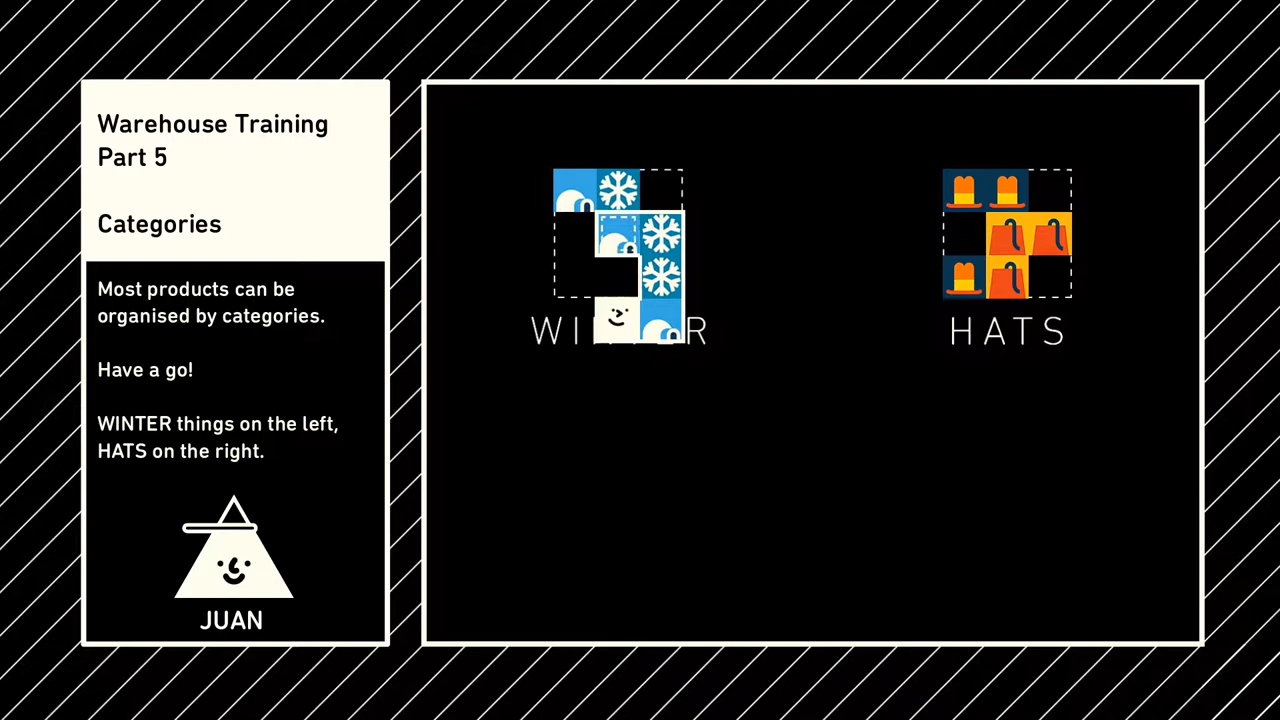 Warehouse Training
Part 5
Categories
Most products can be
organised by categories.
Have a go!
WINTER things on the left,
HATS on the right.
JUAN
HATS